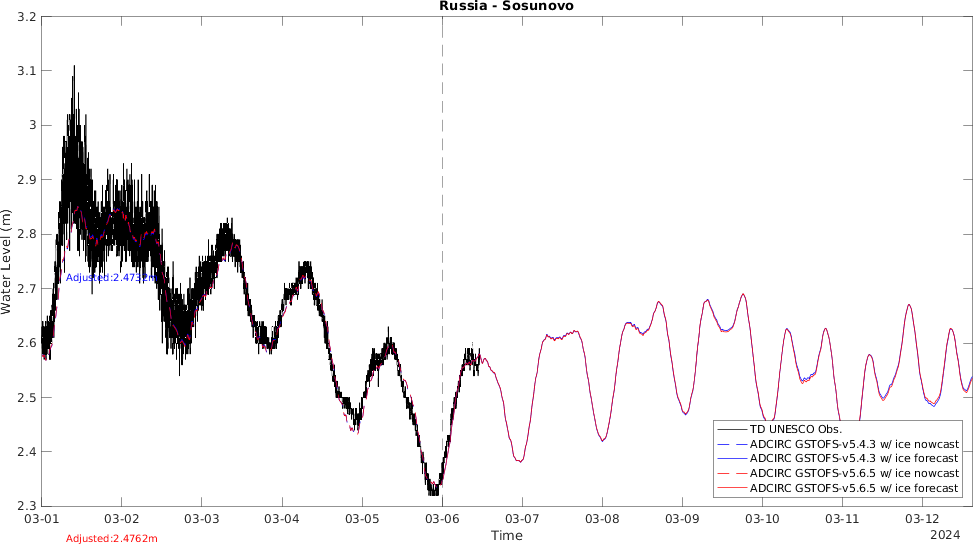 Russia - Sosunovo
3.2
3.1
3
2.9
2.8
2.7
2.6
2.5
2.4
2.3
Water Level (m)
Adjusted:2.4732m
TD UNESCO Obs.
ADCIRC GSTOFS-v5.4.3 w/ ice nowcast
ADCIRC GSTOFS-v5.4.3 w/ ice forecast
ADCIRC GSTOFS-v5.6.5 w/ ice nowcast
ADCIRC GSTOFS-v5.6.5 w/ ice forecast
03-01 03-02 03-03 03-04 03-05 03-06 03-07 03-08 03-09 03-10 03-11 03-12
Time
2024
Adjusted:2.4762m